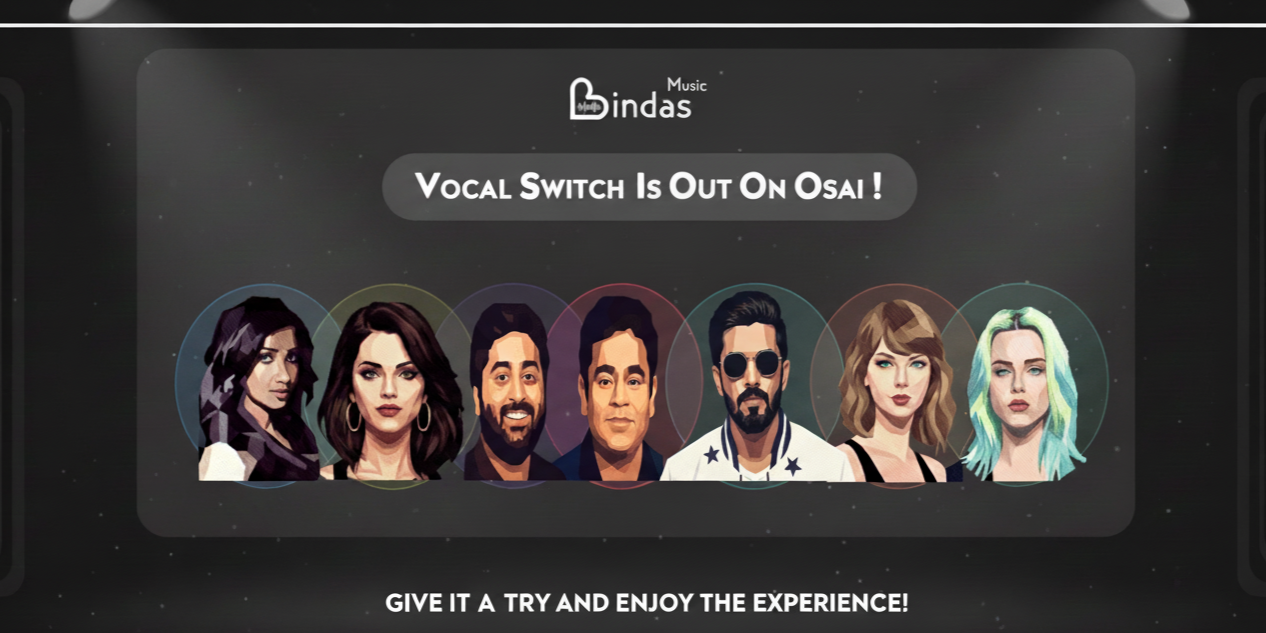 Music
Bindas
Vocal Switch Is Out On Osai !
GIVE IT A TRY AND ENJOY THE EXPERIENCE!